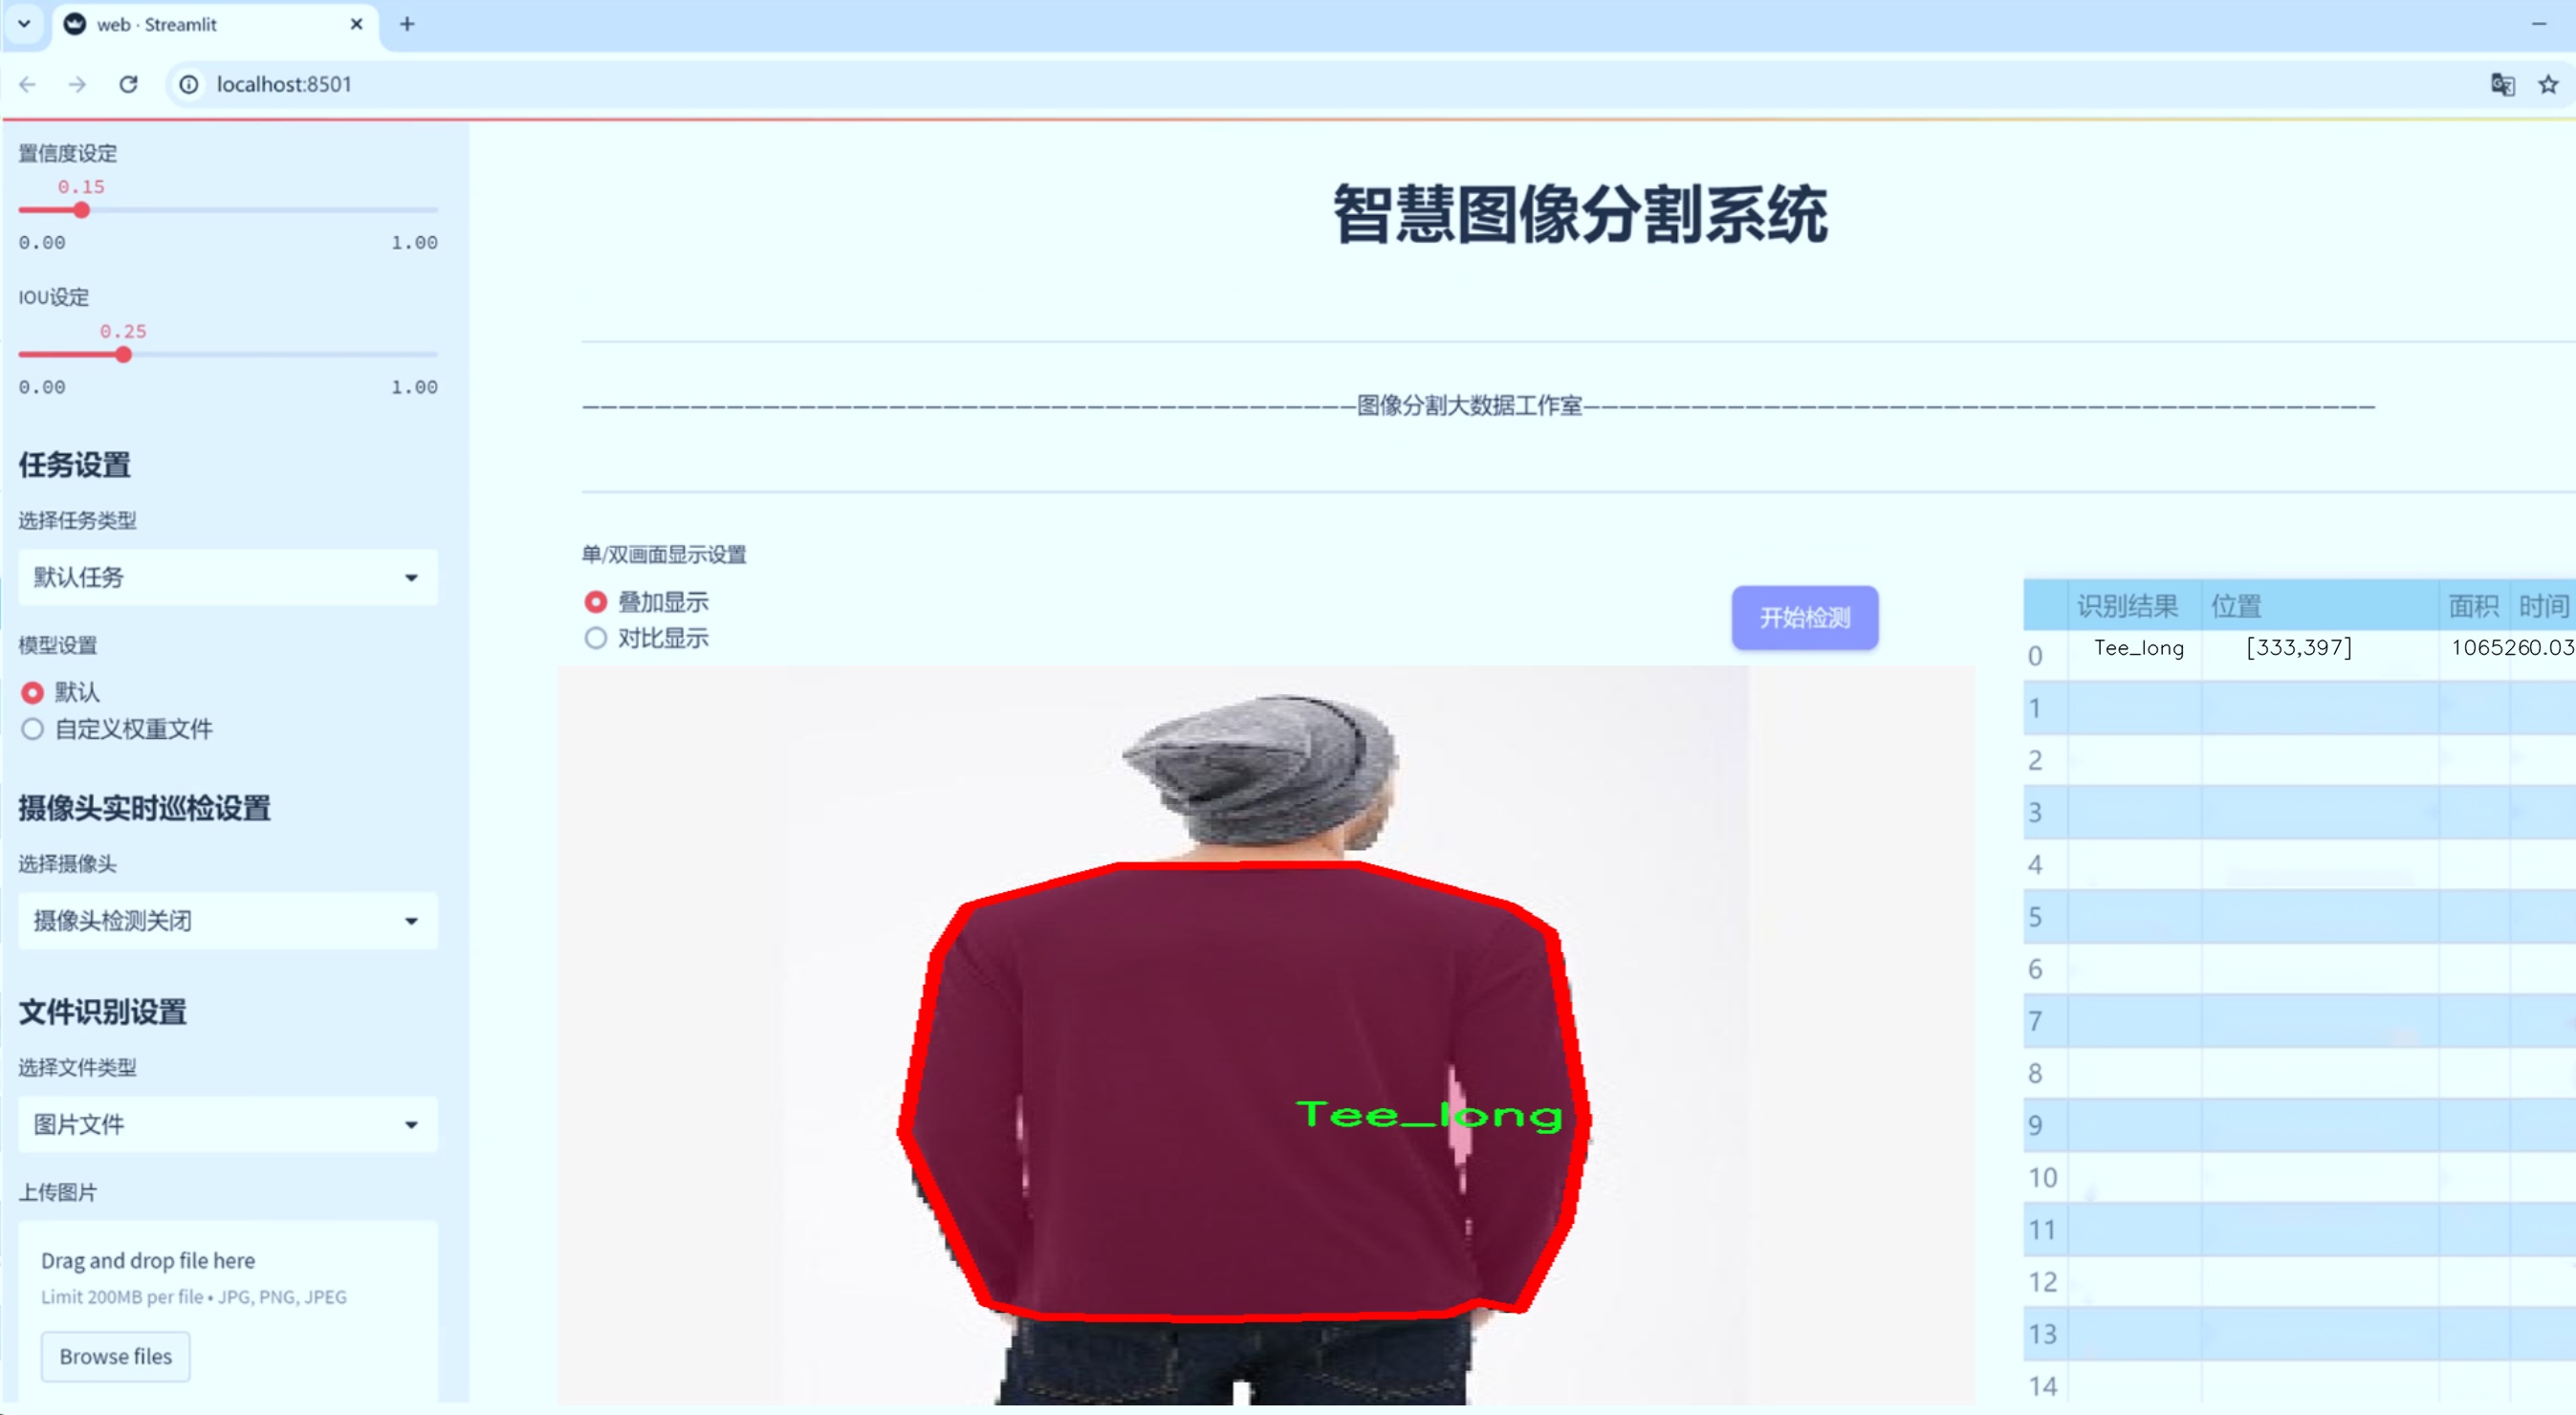 web · Streamlit
localhost:8501
置信度设定
0.15
0.00 1.00
IOU设定
0.25
0.00 1.00
任务设置
选择任务类型
默认任务
模型设置
默认
自定义权重文件
摄像头实时巡检设置
选择摄像头
摄像头检测关闭
文件识别设置
选择文件类型
图片文件
上传图片
Drag and drop file here
Limit 200MB per file • JPG, PNG, JPEG
Browse files
智慧图像分割系统
图像分割大数据工作室
单/双画面显示设置
叠加显示
对比显示
开始检测
Tee_long
识别结果 位置 面积 时间
0 Tee_long [333,397] 1065260.03
1
2
3
4
5
6
7
8
9
10
11
12
13
14